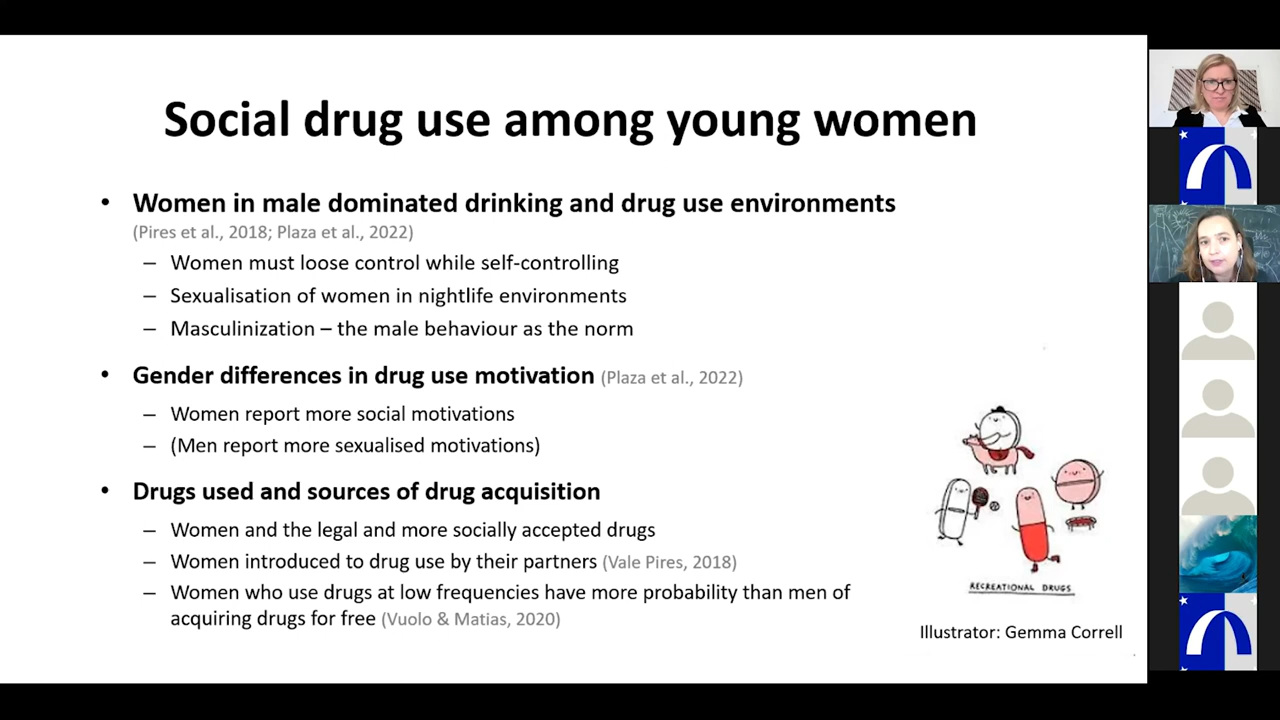 Social drug use among young women
• Women in male dominated drinking and drug use environments
(Pires et al., 2018; Plaza et al., 2022)
– Women must loose control while self-controlling
– Sexualisation of women in nightlife environments
– Masculinization – the male behaviour as the norm
• Gender differences in drug use motivation (Plaza et al., 2022)
– Women report more social motivations
– (Men report more sexualised motivations)
• Drugs used and sources of drug acquisition
– Women and the legal and more socially accepted drugs
– Women introduced to drug use by their partners (Vale Pires, 2018)
– Women who use drugs at low frequencies have more probability than men of
acquiring drugs for free (Vuolo & Matias, 2020)
RECREATIONAL DRUGS
Illustrator: Gemma Correll